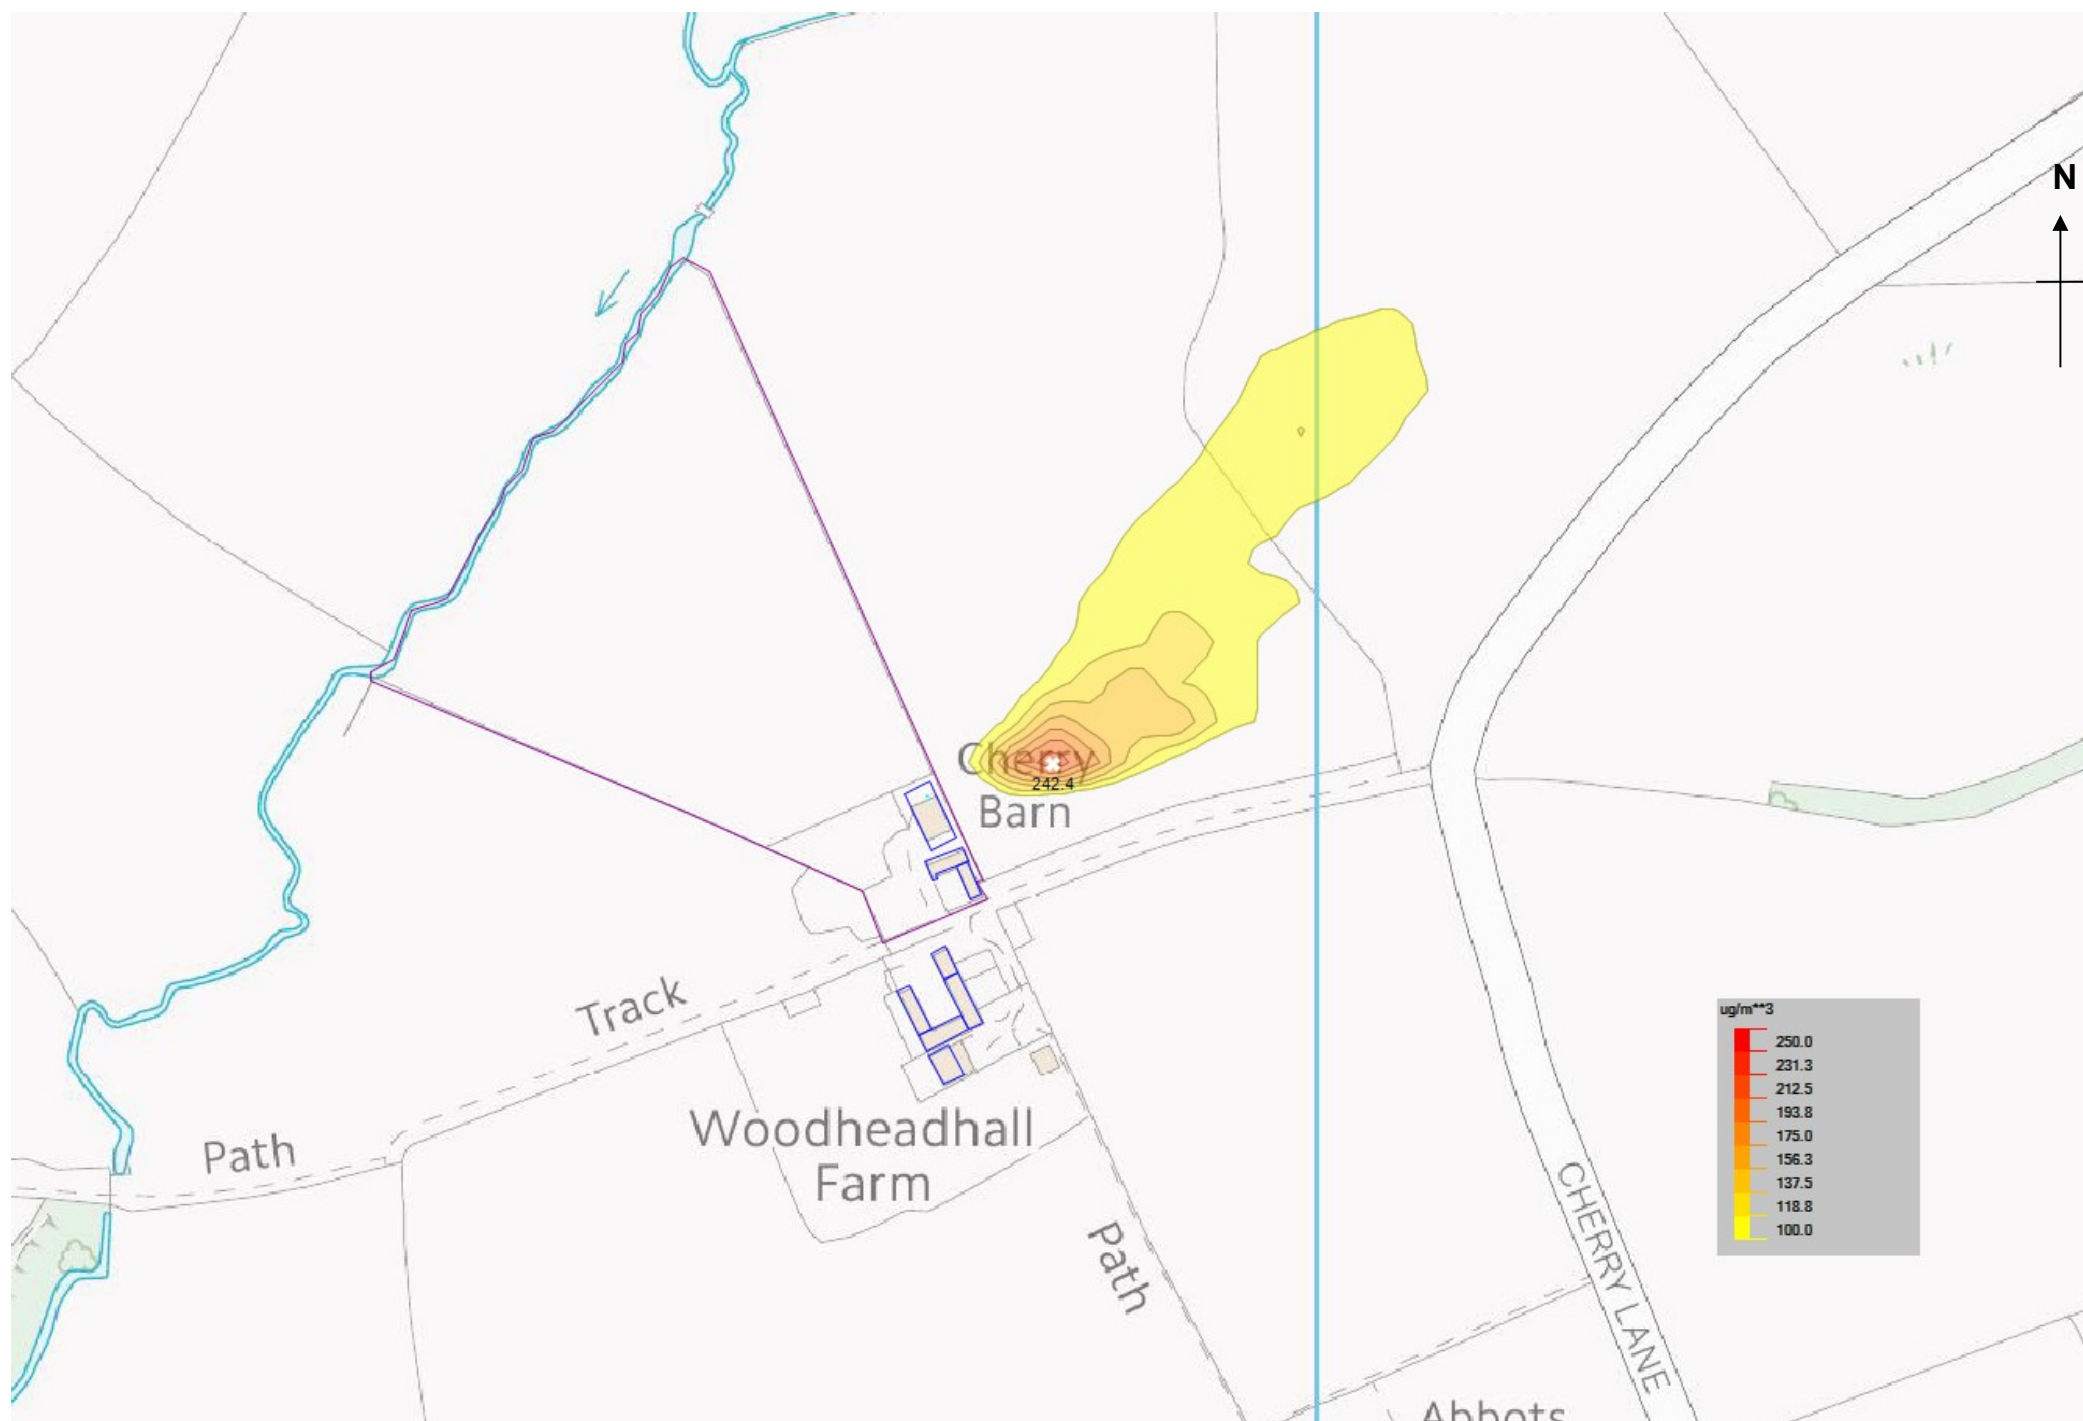 N
Cherry
242.4
Barn
Track
Path
Woodheadhall
Farm
Path
CHERRY LANE
ug/m**3
250.0
231.3
212.5
193.8
175.0
156.3
137.5
118.8
100.0
Abbots